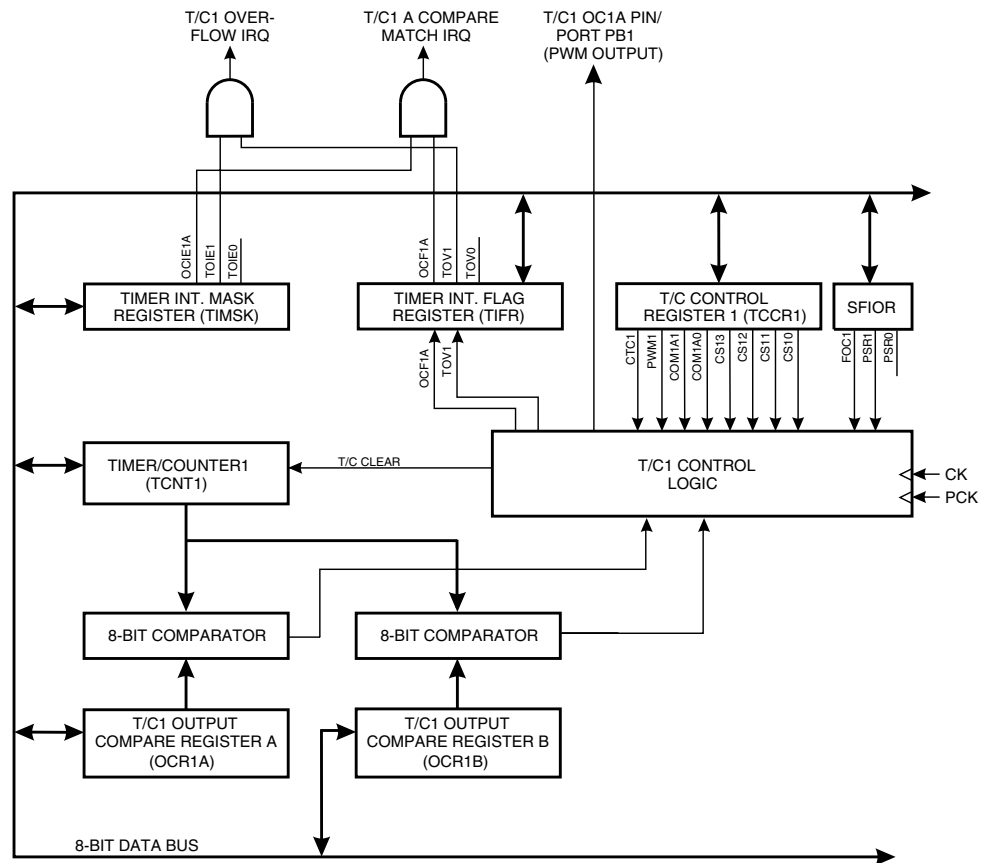 T/C1 OVER-
FLOW IRQ
T/C1 A COMPARE
MATCH IRQ
T/C1 OC1A PIN/
PORT PB1
(PWM OUTPUT)
OCIE1A
TOIE1
TOIE0
OCF1A
TOV1
TOV0
TIMER INT. MASK
REGISTER (TIMSK)
TIMER INT. FLAG
REGISTER (TIFR)
T/C CONTROL
REGISTER 1 (TCCR1)
SFIOR
OCF1A
TOV1
CTC1
PWM1
COM1A1
COM1A0
CS13
CS12
CS11
CS10
FOC1
PSR1
PSR0
TIMER/COUNTER1
(TCNT1)
T/C CLEAR
T/C1 CONTROL
LOGIC
CK
PCK
8-BIT COMPARATOR
8-BIT COMPARATOR
T/C1 OUTPUT
COMPARE REGISTER A
(OCR1A)
T/C1 OUTPUT
COMPARE REGISTER B
(OCR1B)
8-BIT DATA BUS